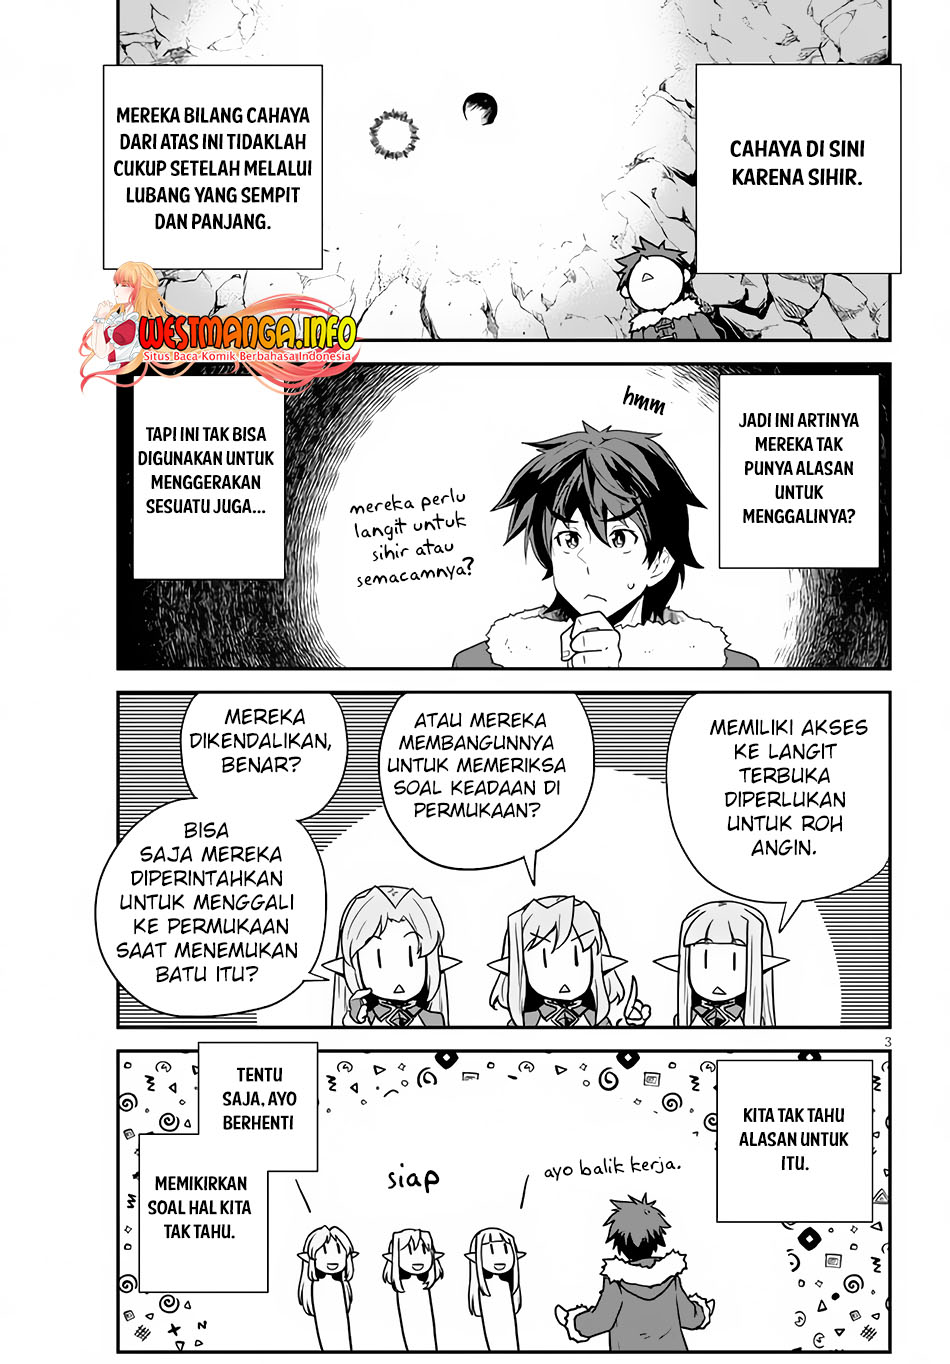 CAHAYA DI SINI
KARENA SIHIR.
MEREKA BILANG CAHAYA
DARI ATAS INI TIDAKLAH
CUKUP SETELAH MELALUI
LUBANG YANG SEMPIT
DAN PANJANG.
WESTMANGA.INFO
Situs Baca Komik Berbahasa Indonesia
JADI INI ARTINYA
MEREKA TAK
PUNYA ALASAN
UNTUK
MENGGALINYA?
hmm
mereka perlu
langit untuk
sihir atau
semacamnya?
TAPI INI TAK BISA
DIGUNAKAN UNTUK
MENGGERAKAN
SESUATU JUGA...
MEMILIKI AKSES
KE LANGIT
TERBUKA
DIPERLUKAN
UNTUK ROH
ANGIN.
ATAU MEREKA
MEMBANGUNNYA
UNTUK MEMERIKSA
SOAL KEADAAN DI
PERMUKAAN?
MEREKA
DIKENDALIKAN,
BENAR?
BISA
SAJA MEREKA
DIPERINTAHKAN
UNTUK MENGGALI
KE PERMUKAAN
SAAT MENEMUKAN
BATU ITU?
3
KITA TAK TAHU
ALASAN UNTUK
ITU.
ayo balik kerja.
siap
TENTU
SAJA, AYO
BERHENTI
MEMIKIRKAN
SOAL HAL KITA
TAK TAHU.